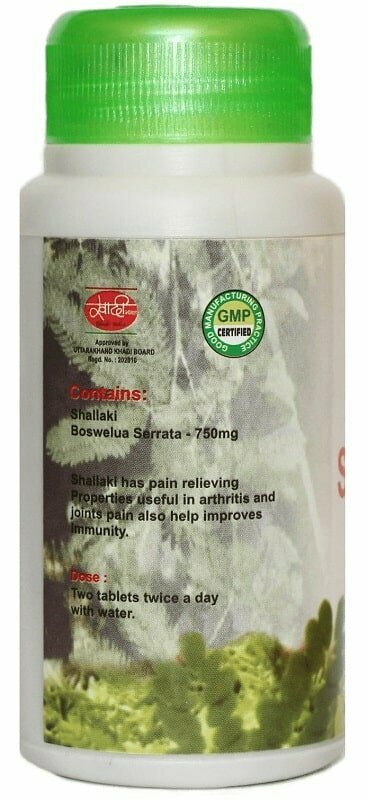 खादी
Approved by
UTTARAKHAND KHADI BOARD
Regd. No. : 202010
GOOD MANUFACTURING PRACTICE
GMP
CERTIFIED
Contains:
Shallaki
Boswelua Serrata - 750mg
Shallaki has pain relieving
Properties useful in arthritis and
joints pain also help improves
immunity.
Dose :
Two tablets twice a day
with water.
S